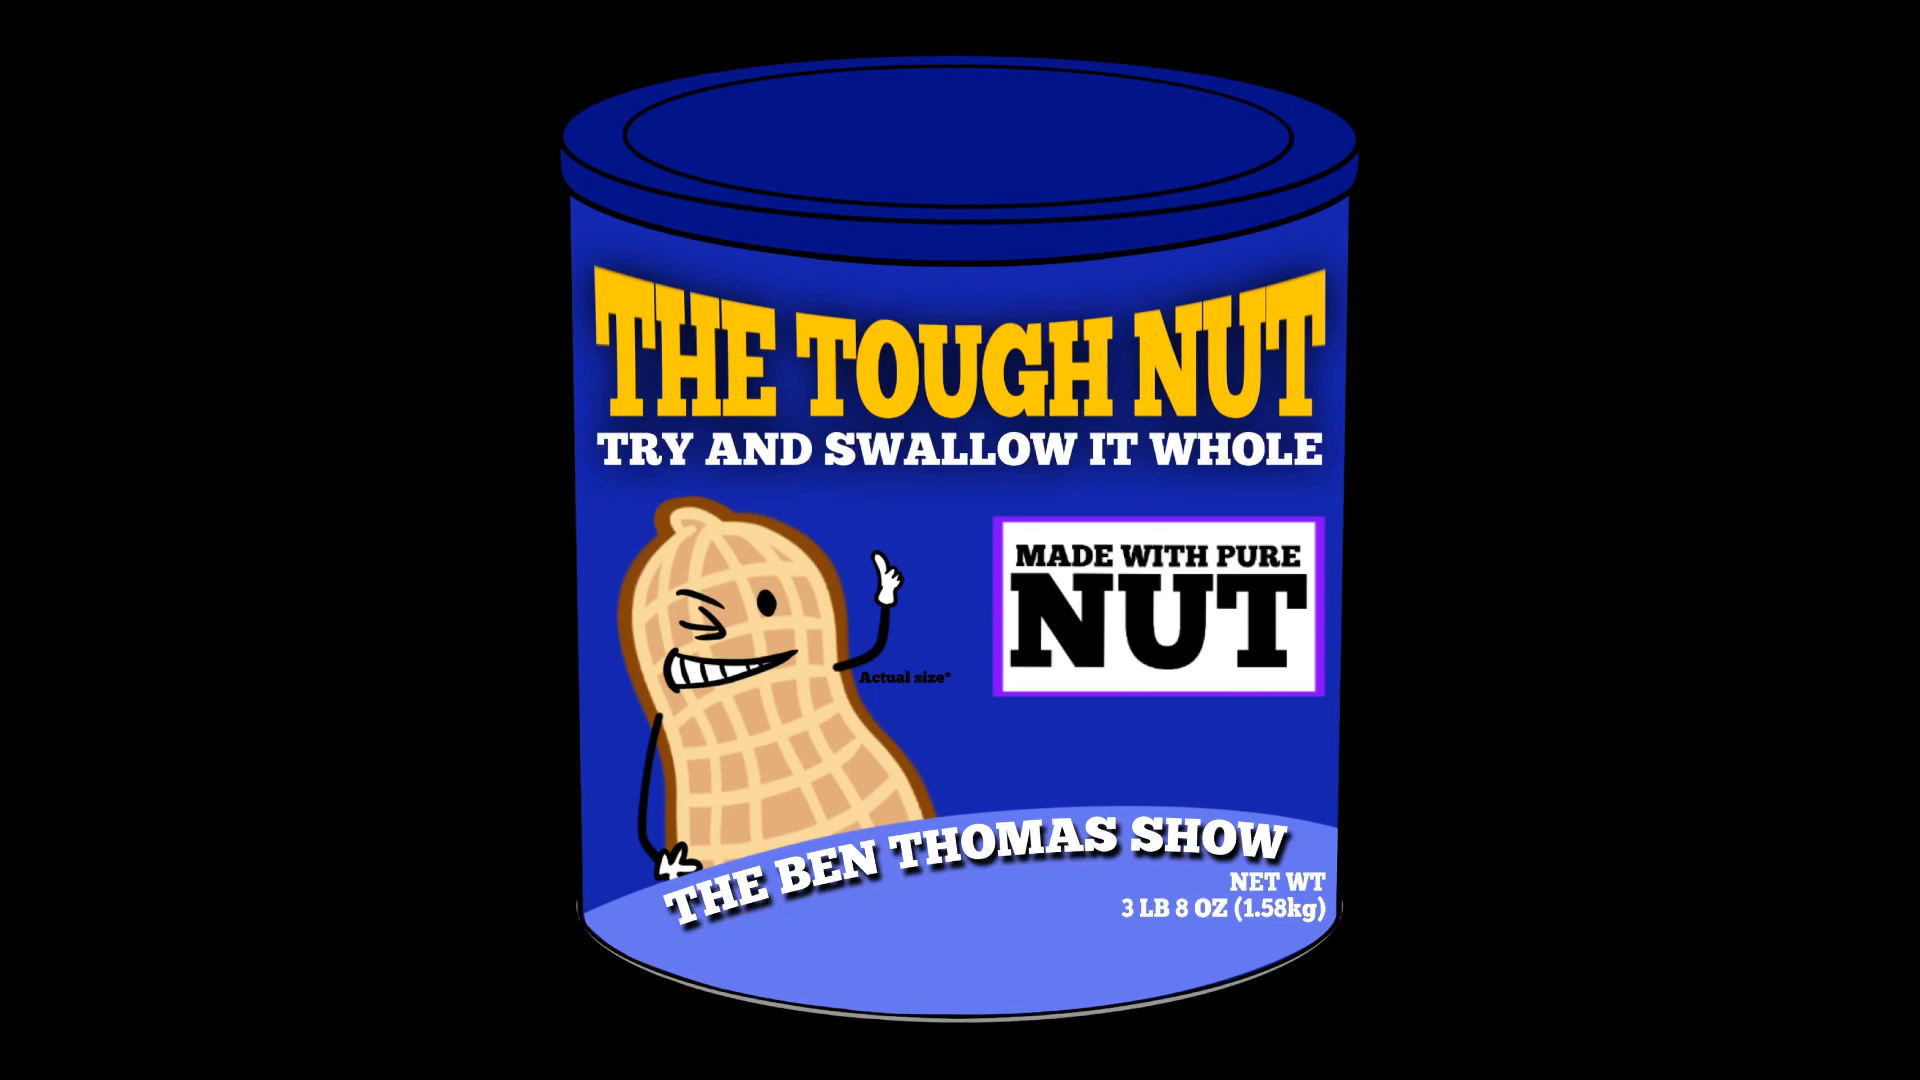 THE TOUGH NUT
TRY AND SWALLOW IT WHOLE
MADE WITH PURE
NUT
Actual size*
THE BEN THOMAS SHOW
NET WT
3 LB 8 OZ (1.58kg)